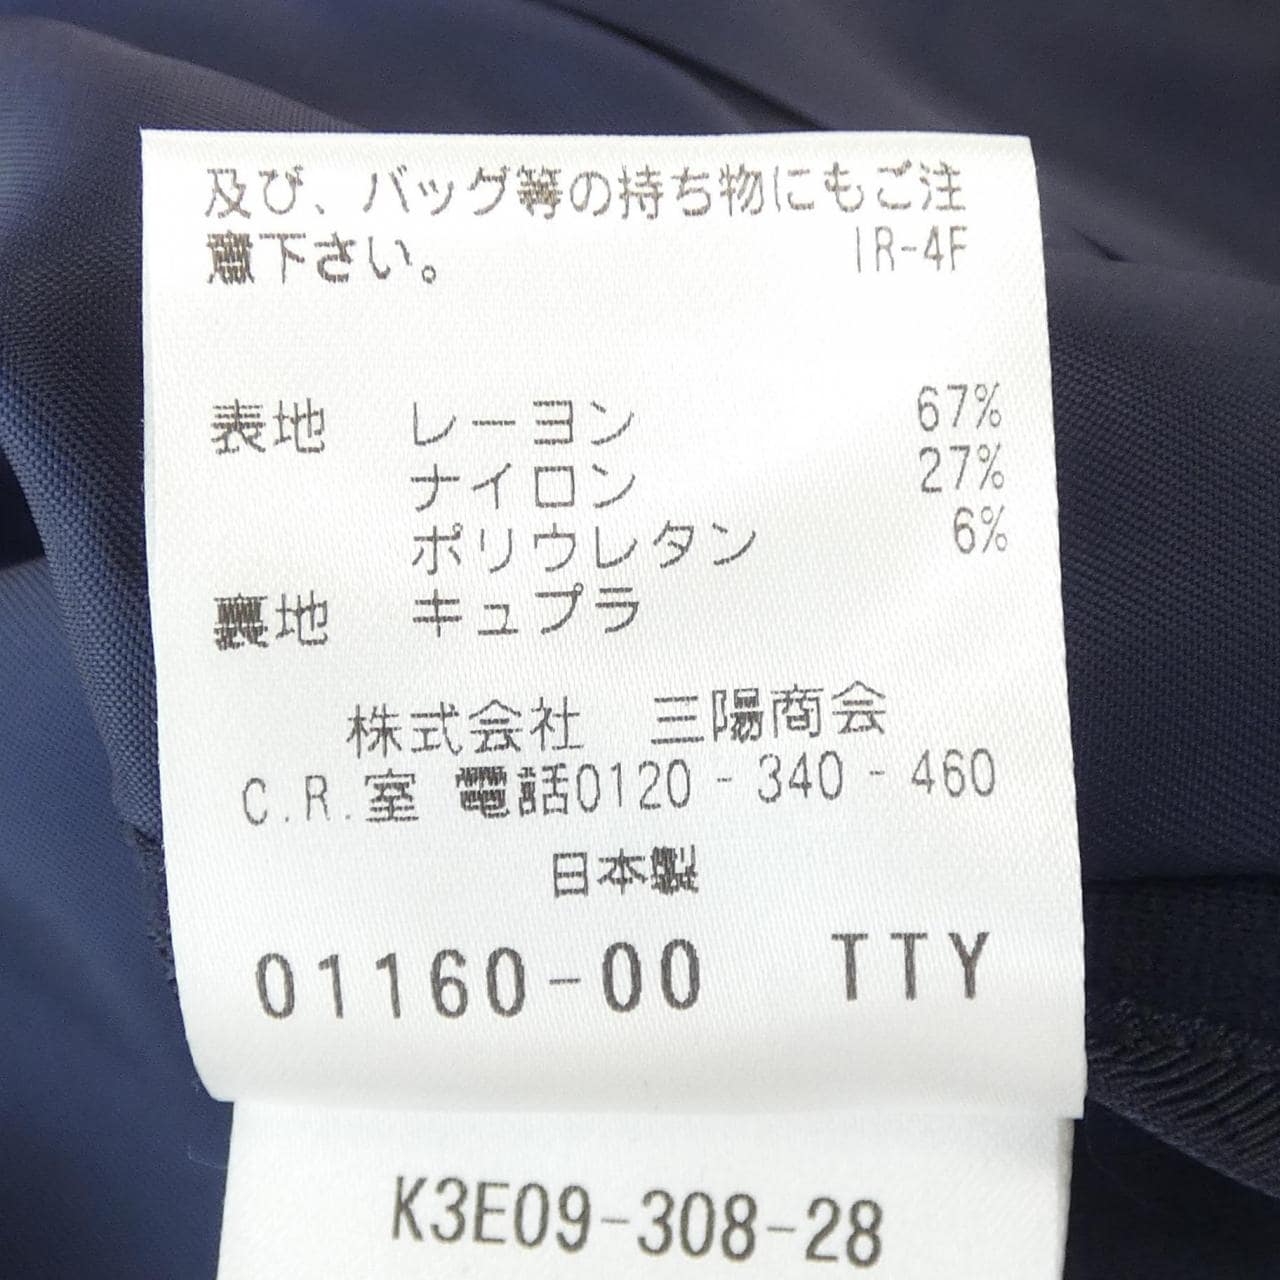 及び、バッグ等の持ち物にもご注
意下さい。 IR-4F
表地 レーヨン 67%
ナイロン 27%
ポリウレタン 6%
裏地 キュプラ
株式会社 三陽商会
C.R.室 電話0120-340-460
日本製
01160-00 TTY
K3E09-308-28